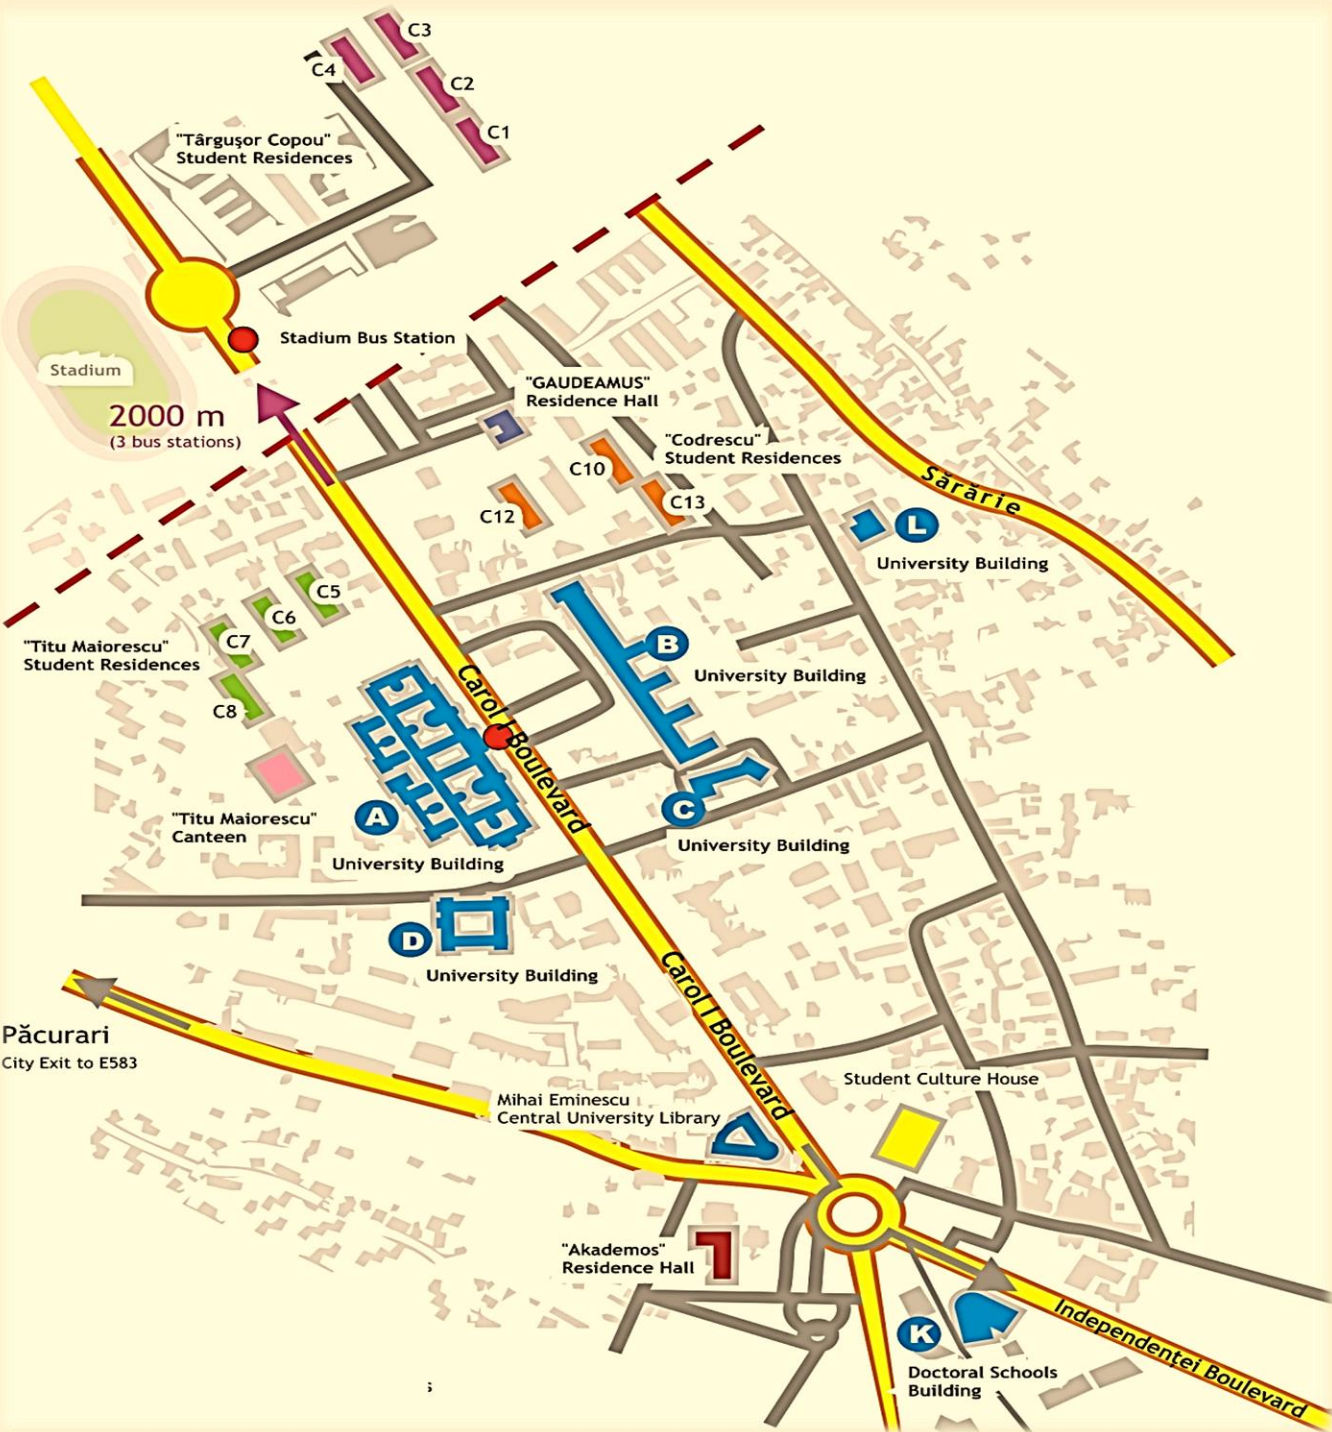 C3
C4
C2
C1
"Târgușor Copou"
Student Residences
Stadium Bus Station
Stadium
2000 m
(3 bus stations)
"GAUDEAMUS"
Residence Hall
"Codrescu"
Student Residences
C10
C13
C12
Sărărie
L
University Building
C5
C6
C7
"Titu Maiorescu"
Student Residences
C8
B
University Building
Carol I Boulevard
"Titu Maiorescu"
Canteen
A
University Building
C
University Building
D
University Building
Carol I Boulevard
Păcurari
City Exit to E583
Student Culture House
Mihai Eminescu
Central University Library
"Akademos"
Residence Hall
K
Doctoral Schools
Building
Independenței Boulevard
s